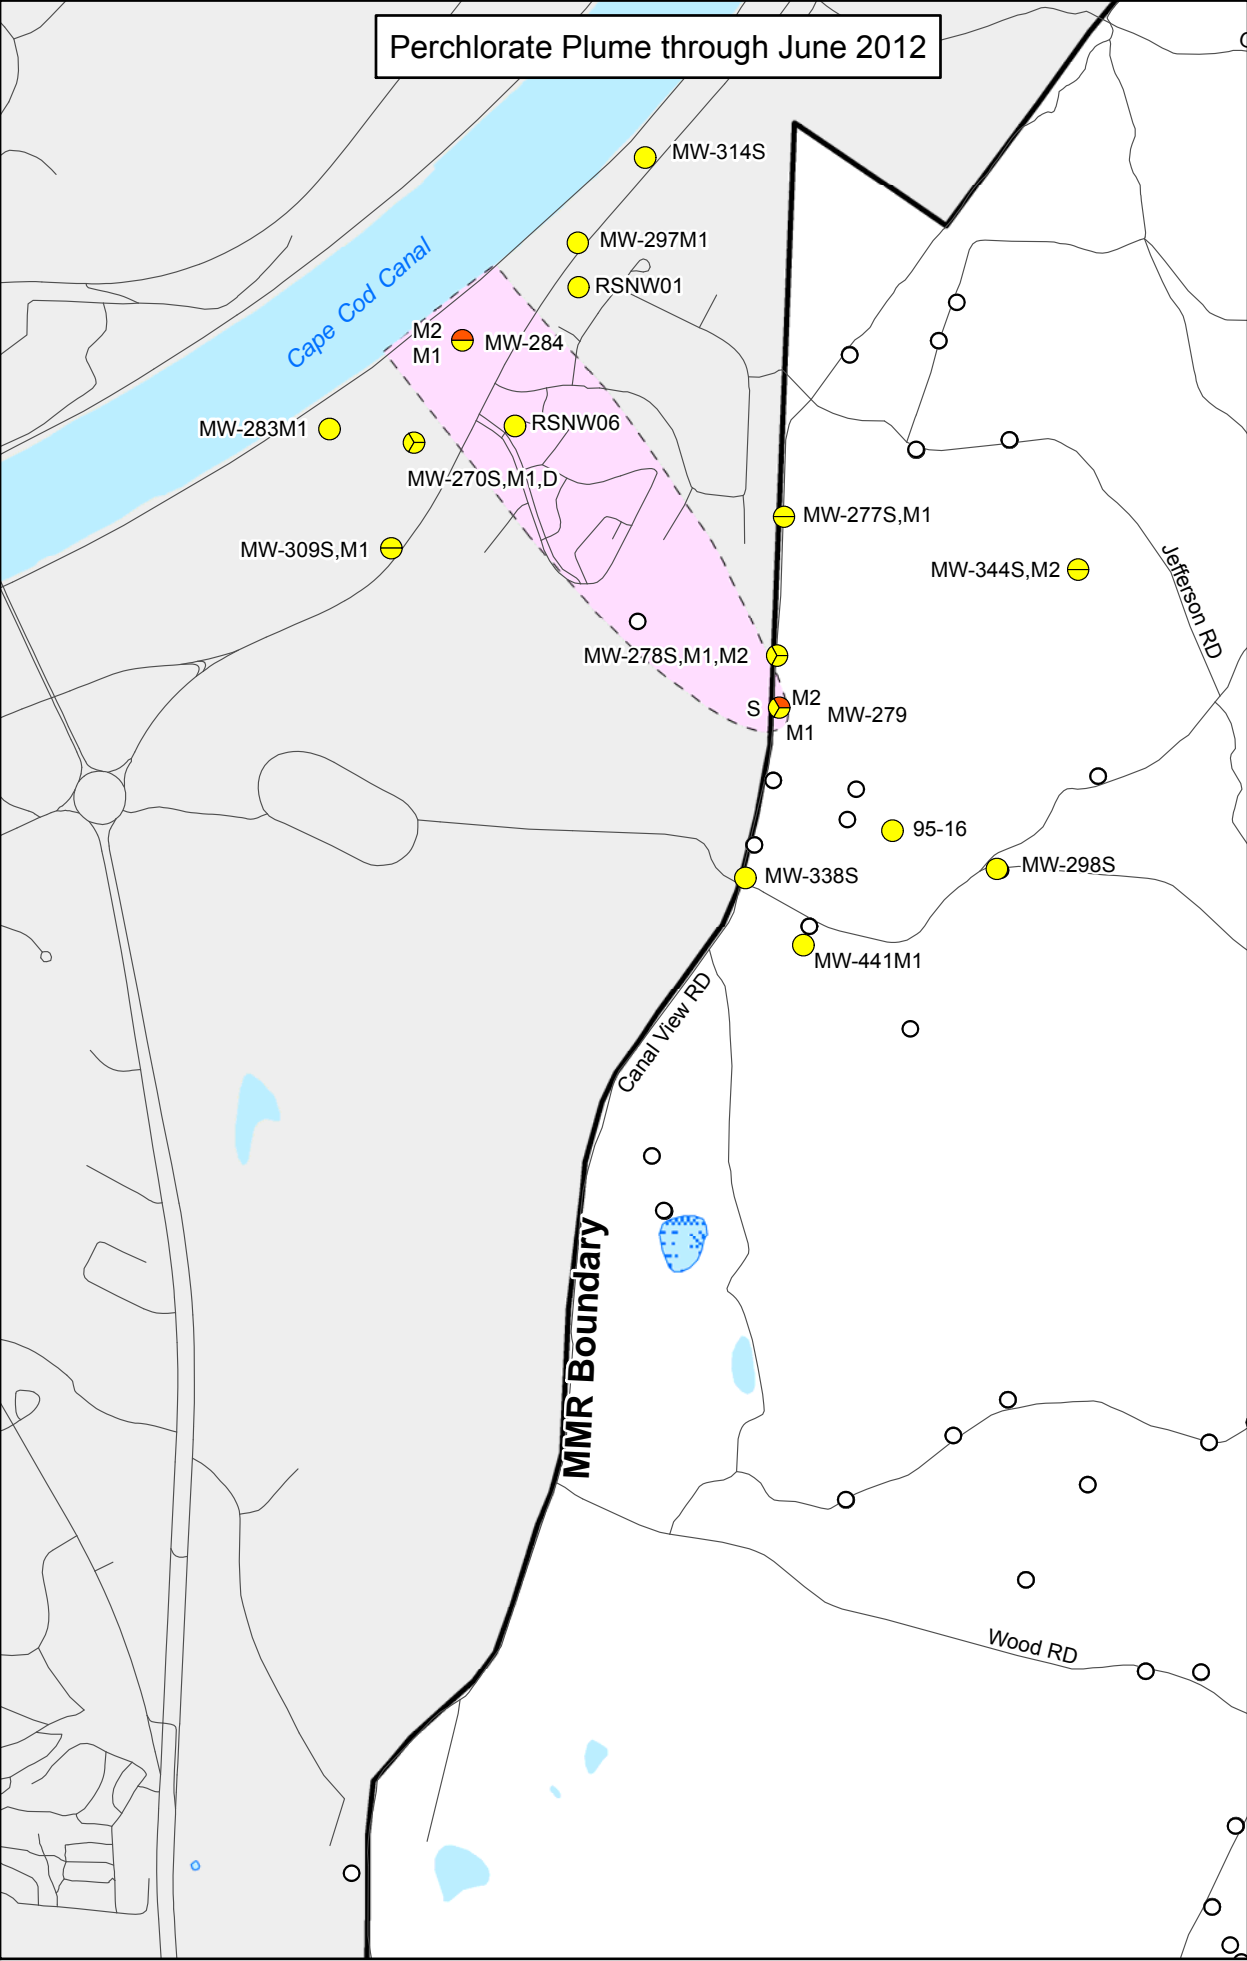 Perchlorate Plume through June 2012
MW-314S
MW-297M1
RSNW01
Cape Cod Canal
M2
M1
MW-284
MW-283M1
RSNW06
MW-270S,M1,D
MW-277S,M1
MW-309S,M1
MW-344S,M2
Jefferson RD
MW-278S,M1,M2
S
M2
M1
MW-279
95-16
MW-298S
MW-338S
MW-441M1
Canal View RD
MMR Boundary
Wood RD